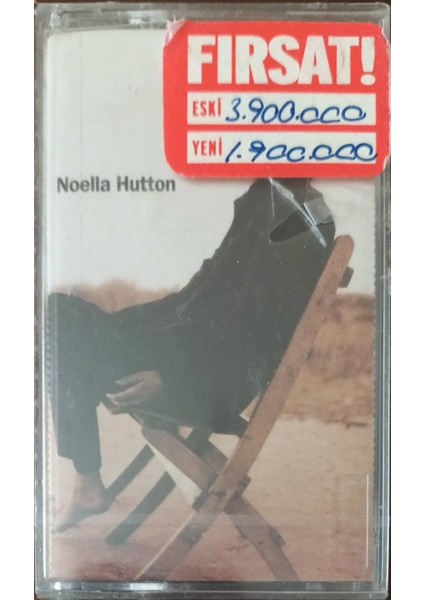 FIRSAT!
ESKİ 3.900.000
YENİ 1.900.000
Noella Hutton